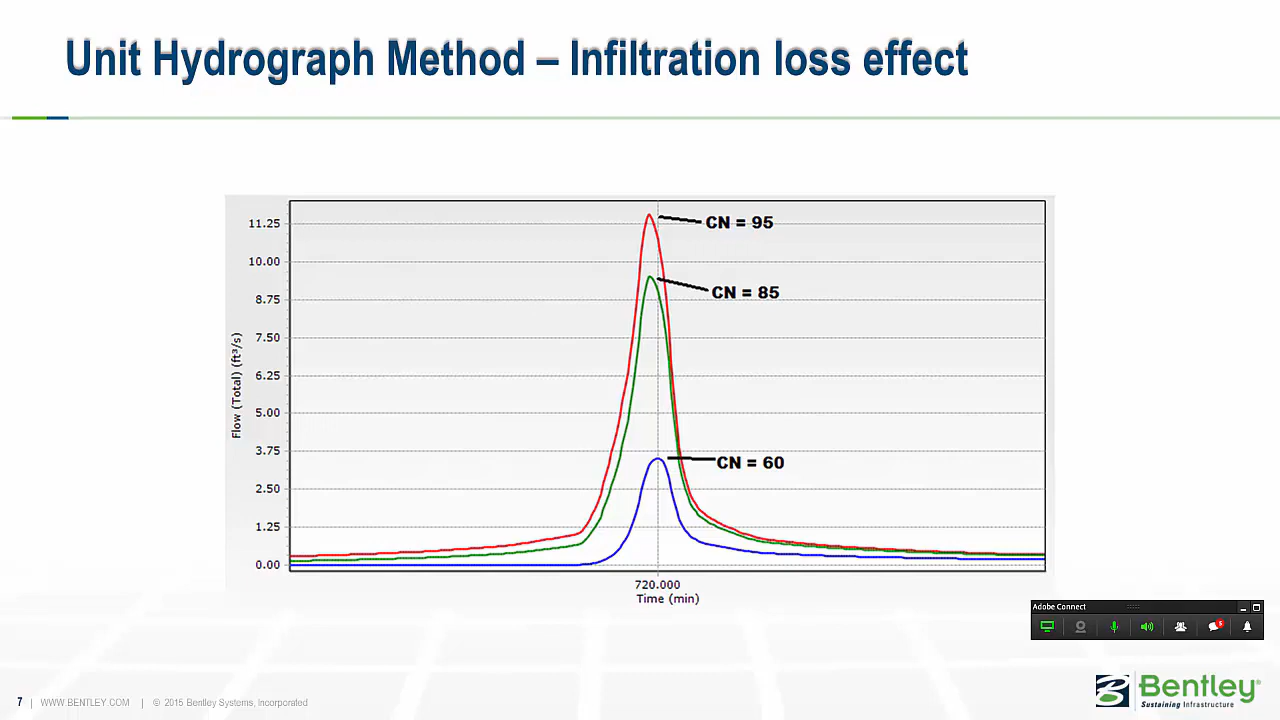 Unit Hydrograph Method – Infiltration loss effect
11.25
10.00
8.75
7.50
6.25
5.00
3.75
2.50
1.25
0.00
Flow (Total) (ft³/s)
CN = 95
CN = 85
CN = 60
720.000
Time (min)
Adobe Connect
6
7 | WWW.BENTLEY.COM | © 2015 Bentley Systems, Incorporated
Bentley®
Sustaining Infrastructure